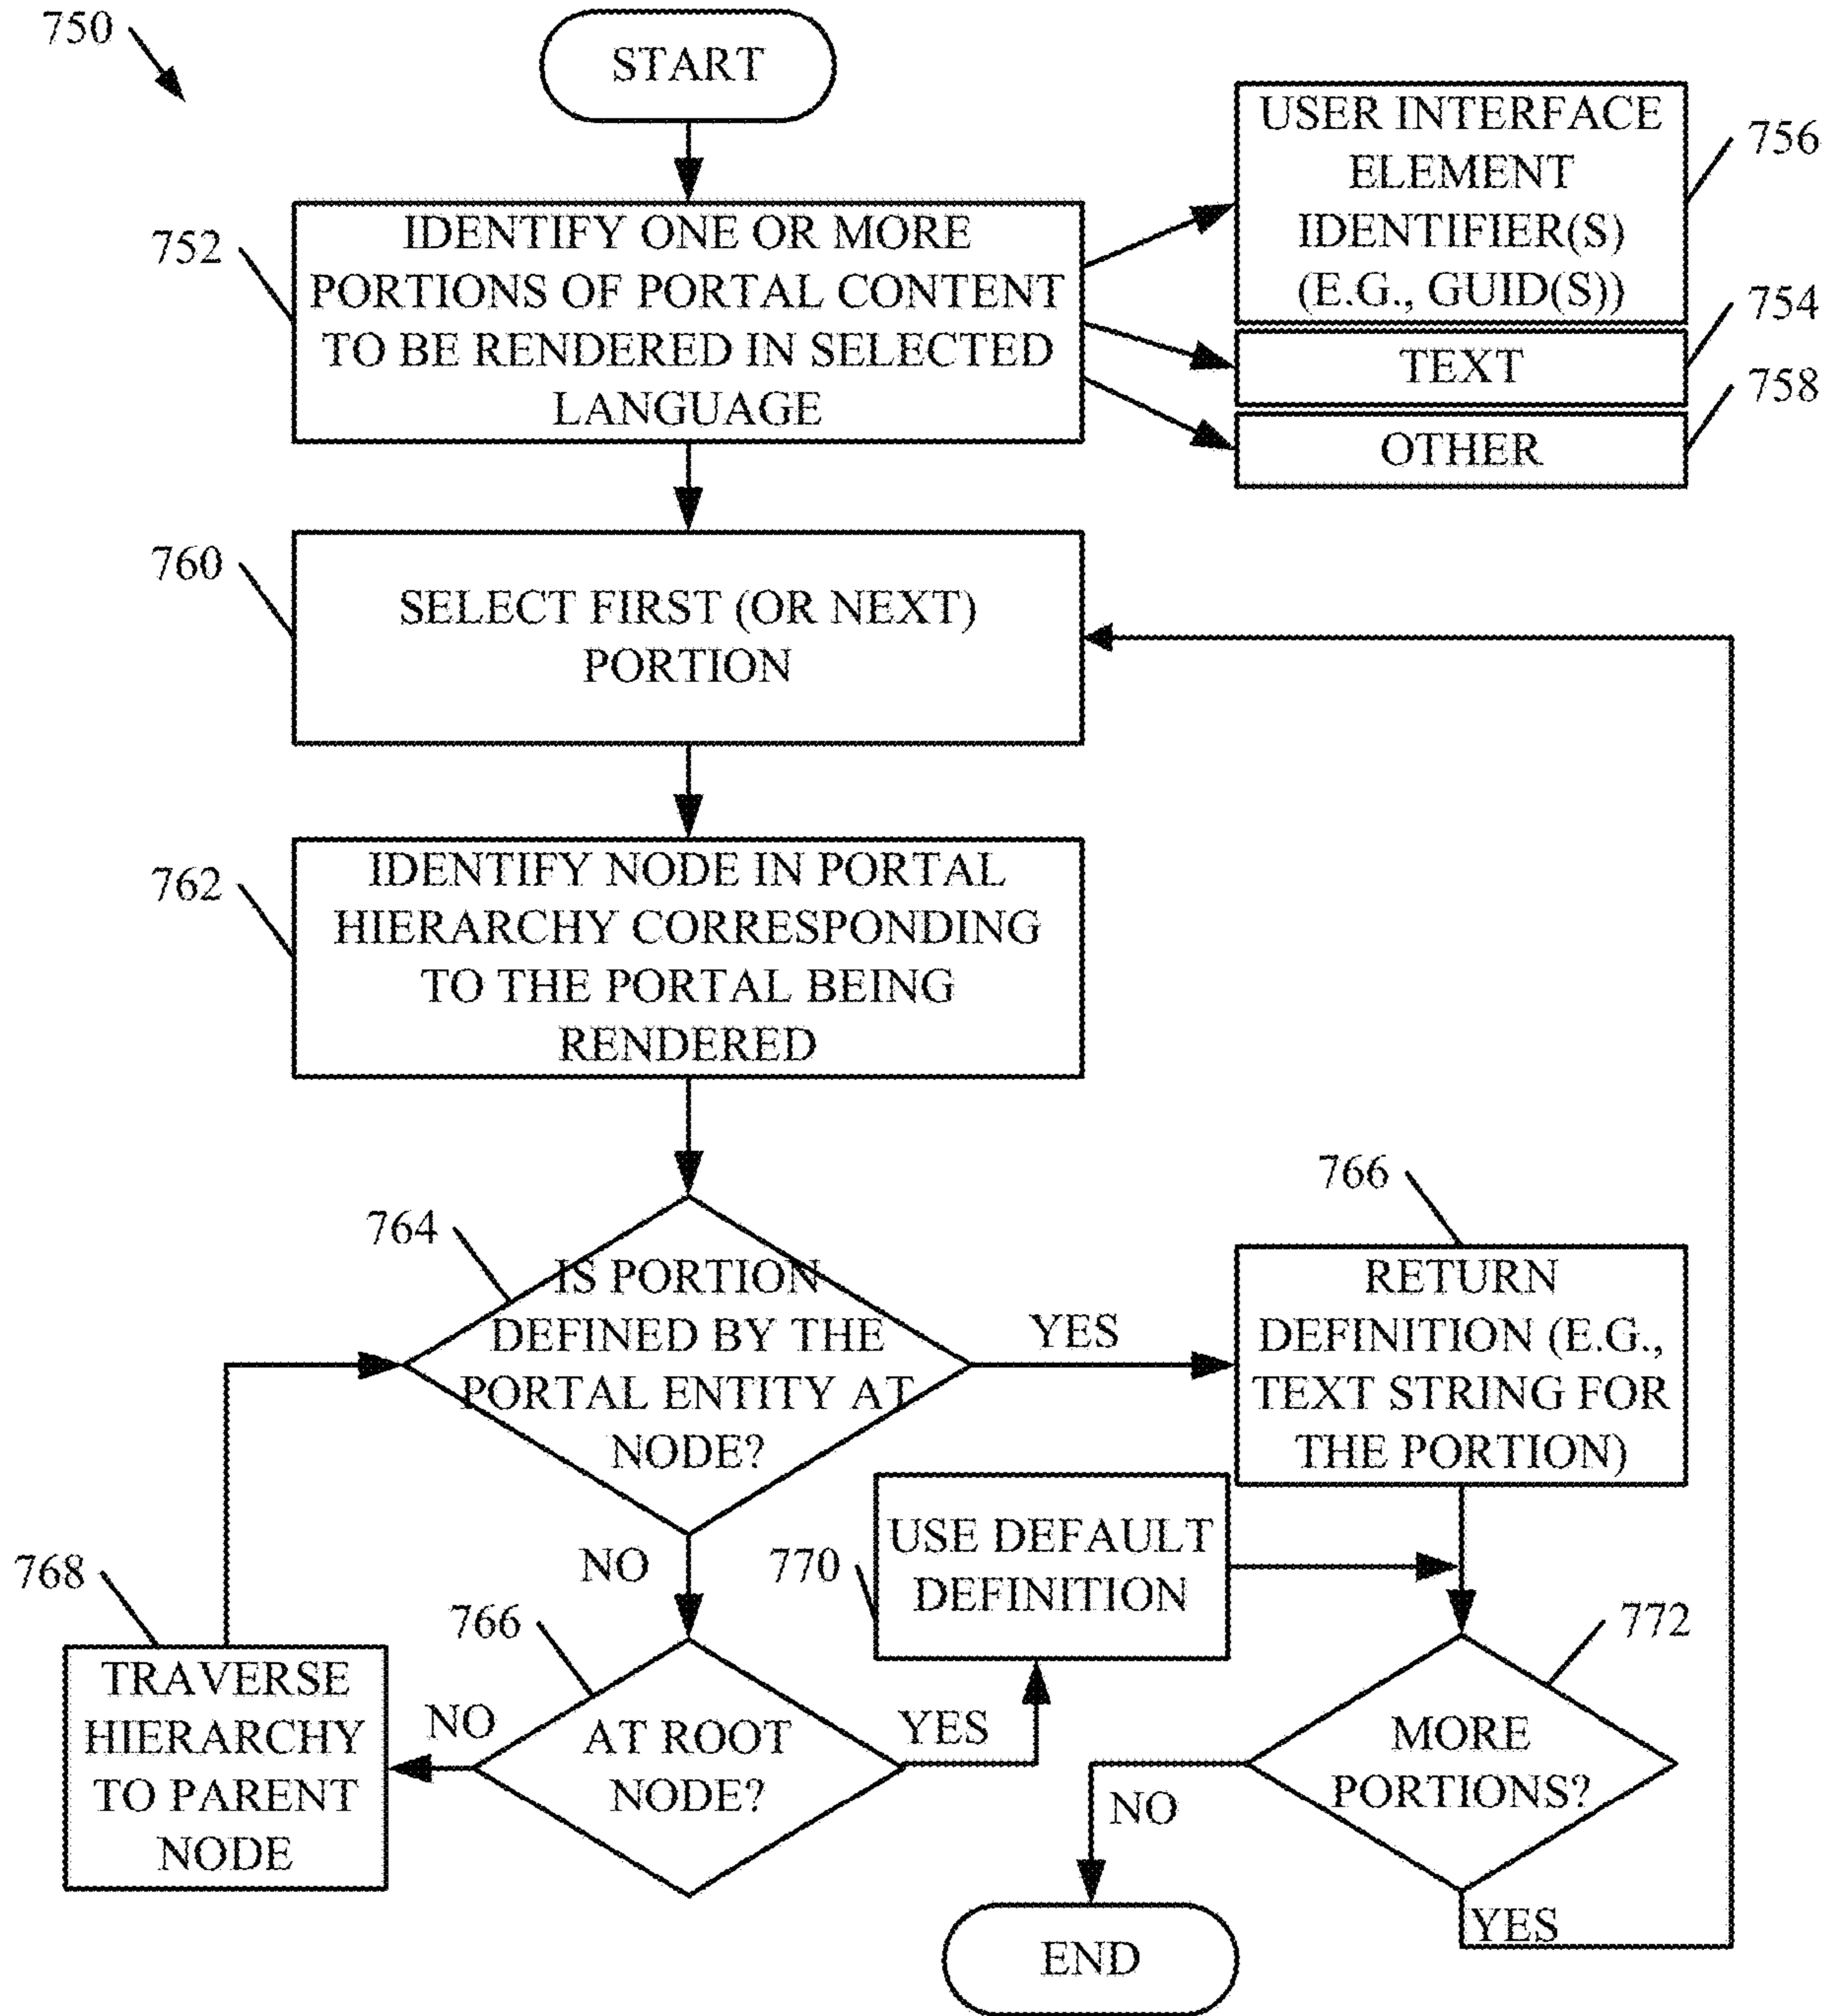 750
START
USER INTERFACE
ELEMENT
IDENTIFIER(S)
(E.G., GUID(S))
756
752
IDENTIFY ONE OR MORE
PORTIONS OF PORTAL CONTENT
TO BE RENDERED IN SELECTED
LANGUAGE
TEXT
754
OTHER
758
760
SELECT FIRST (OR NEXT)
PORTION
762
IDENTIFY NODE IN PORTAL
HIERARCHY CORRESPONDING
TO THE PORTAL BEING
RENDERED
764
IS PORTION
DEFINED BY THE
PORTAL ENTITY AT
NODE?
YES
766
RETURN
DEFINITION (E.G.,
TEXT STRING FOR
THE PORTION)
NO
770
USE DEFAULT
DEFINITION
768
TRAVERSE
HIERARCHY
TO PARENT
NODE
NO
766
AT ROOT
NODE?
YES
772
MORE
PORTIONS?
NO
YES
END